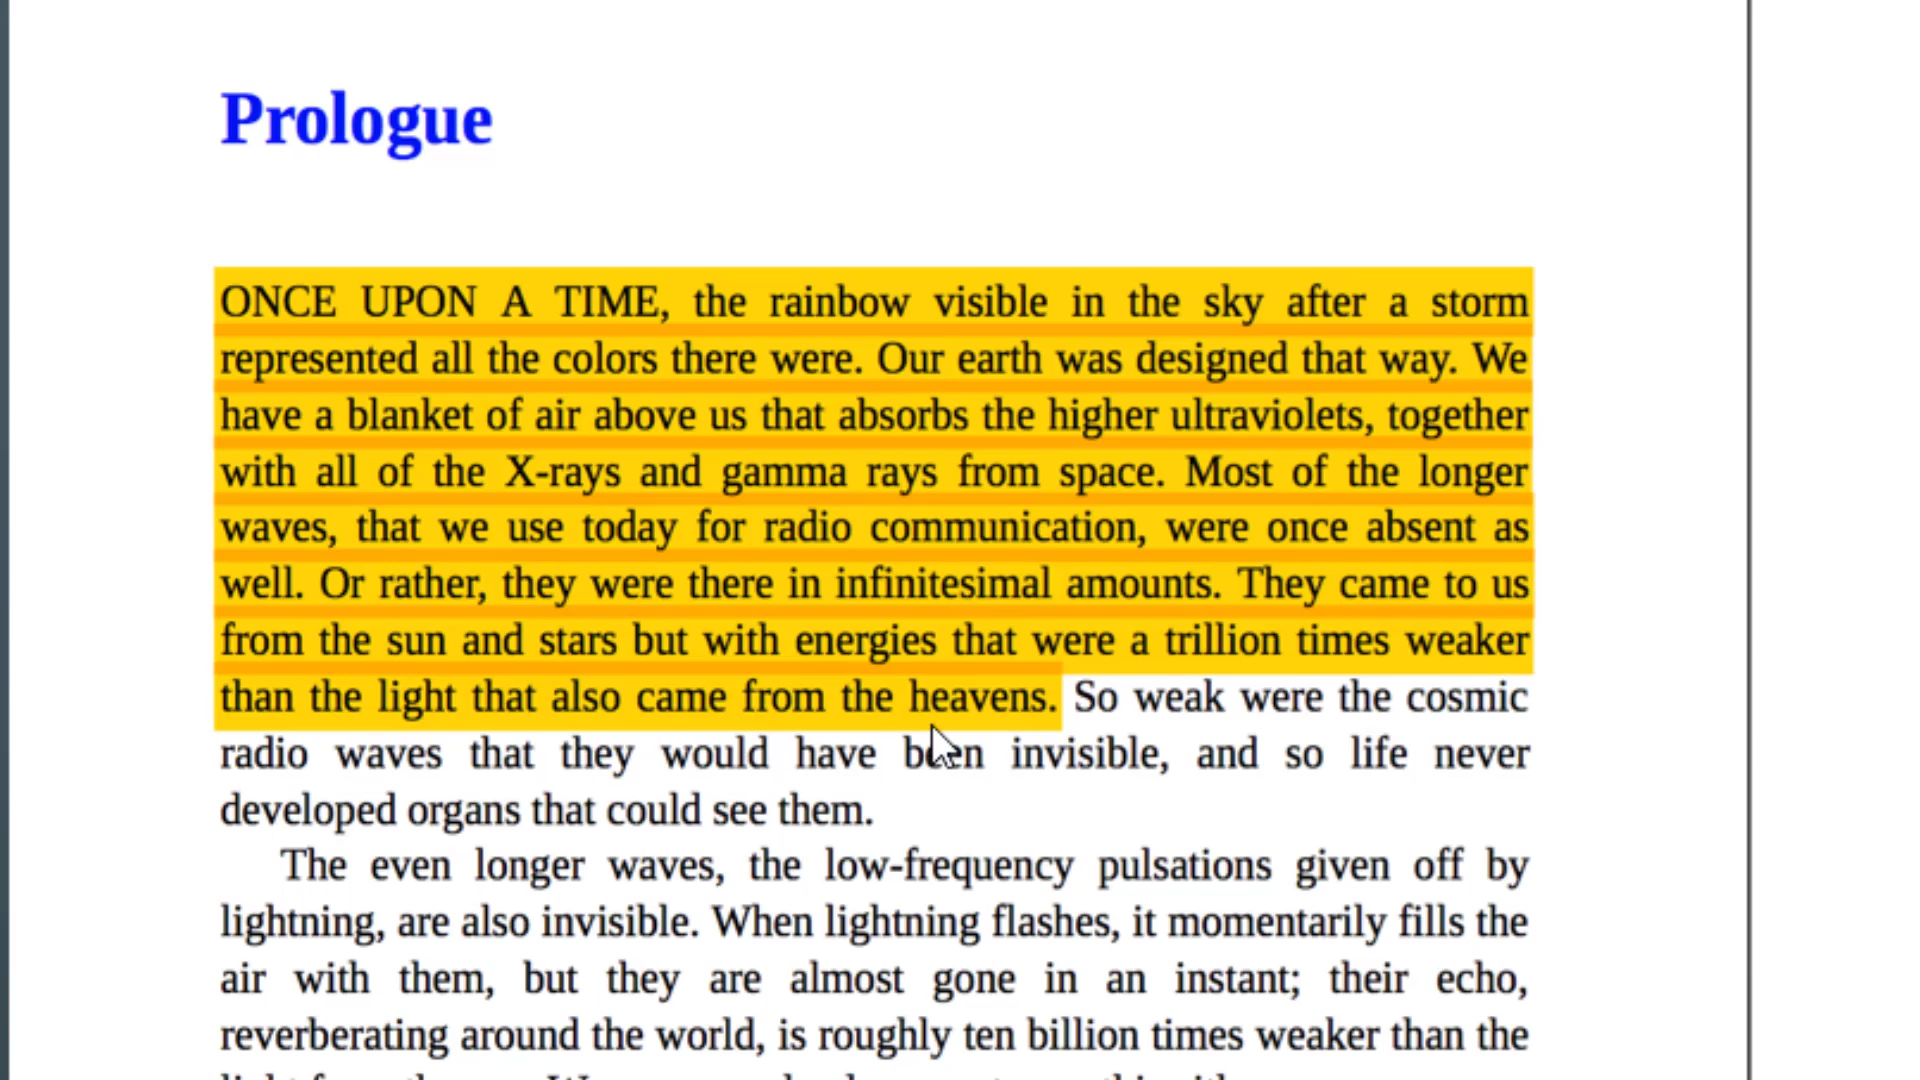 Prologue
ONCE UPON A TIME, the rainbow visible in the sky after a storm
represented all the colors there were. Our earth was designed that way. We
have a blanket of air above us that absorbs the higher ultraviolets, together
with all of the X-rays and gamma rays from space. Most of the longer
waves, that we use today for radio communication, were once absent as
well. Or rather, they were there in infinitesimal amounts. They came to us
from the sun and stars but with energies that were a trillion times weaker
than the light that also came from the heavens. So weak were the cosmic
radio waves that they would have been invisible, and so life never
developed organs that could see them.
The even longer waves, the low-frequency pulsations given off by
lightning, are also invisible. When lightning flashes, it momentarily fills the
air with them, but they are almost gone in an instant; their echo,
reverberating around the world, is roughly ten billion times weaker than the